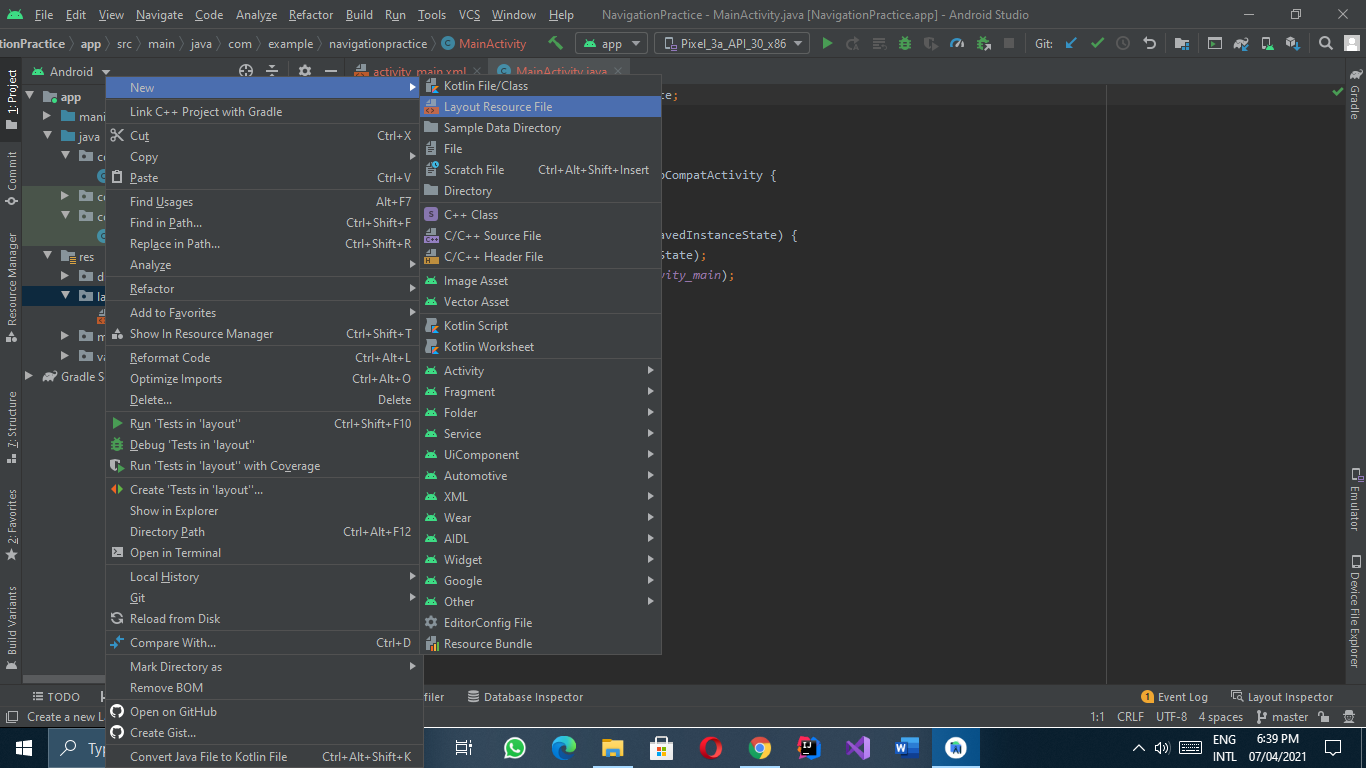 File Edit View Navigate Code Analyze Refactor Build Run Tools VCS Window Help NavigationPractice - MainActivity.java [NavigationPractice.app] - Android Studio
tionPractice app src main java com example navigationpractice MainActivity app Pixel_3a_API_30_x86 Git:
Android activity_main.xml MainActivity.java
1: Project
Commit
Resource Manager
7: Structure
2: Favorites
Build Variants
app
mani
java
co
co
co
res
d
la
m
va
Gradle S
New
Link C++ Project with Gradle
Cut Ctrl+X
Copy
Paste Ctrl+V
Find Usages Alt+F7
Find in Path... Ctrl+Shift+F
Replace in Path... Ctrl+Shift+R
Analyze
Refactor
Add to Favorites
Show In Resource Manager Ctrl+Shift+T
Reformat Code Ctrl+Alt+L
Optimize Imports Ctrl+Alt+O
Delete... Delete
Run 'Tests in 'layout'' Ctrl+Shift+F10
Debug 'Tests in 'layout''
Run 'Tests in 'layout'' with Coverage
Create 'Tests in 'layout''...
Show in Explorer
Directory Path Ctrl+Alt+F12
Open in Terminal
Local History
Git
Reload from Disk
Compare With... Ctrl+D
Mark Directory as
Remove BOM
Open on GitHub
Create Gist...
Convert Java File to Kotlin File Ctrl+Alt+Shift+K
Kotlin File/Class
Layout Resource File
Sample Data Directory
File
Scratch File Ctrl+Alt+Shift+Insert
Directory
C++ Class
C/C++ Source File
C/C++ Header File
Image Asset
Vector Asset
Kotlin Script
Kotlin Worksheet
Activity
Fragment
Folder
Service
UiComponent
Automotive
XML
Wear
AIDL
Widget
Google
Other
EditorConfig File
Resource Bundle
ce;
pCompatActivity {
avedInstanceState) {
State);
vity_main);
Gradle
Emulator
Device File Explorer
TODO filer Database Inspector Event Log Layout Inspector
Create a new La 1:1 CRLF UTF-8 4 spaces master
Typ ENG 6:39 PM
INTL 07/04/2021